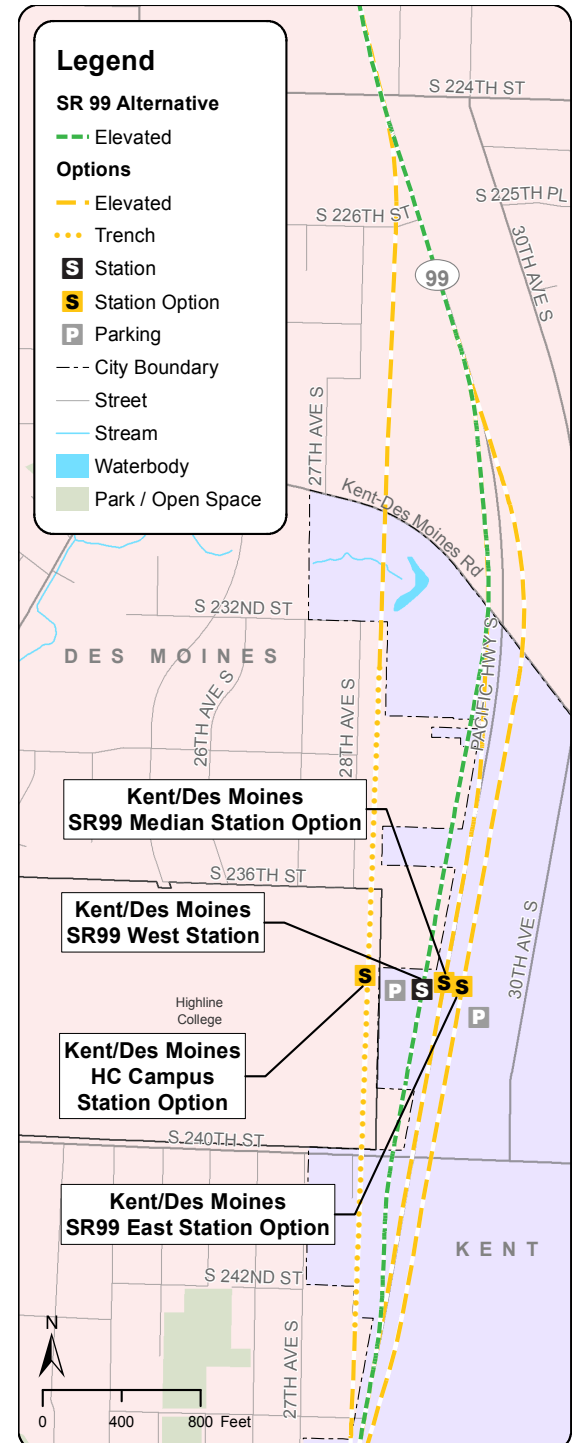 Legend
SR 99 Alternative
Elevated
Options
Elevated
Trench
S Station
S Station Option
P Parking
City Boundary
Street
Stream
Waterbody
Park / Open Space
S 224TH ST
S 225TH PL
S 226TH ST
30TH AVE S
99
27TH AVE S
Kent-Des Moines Rd
S 232ND ST
DES MOINES
PACIFIC HWY S
26TH AVE S
28TH AVE S
Kent/Des Moines
SR99 Median Station Option
S 236TH ST
Kent/Des Moines
SR99 West Station
30TH AVE S
S
P
S
S
S
P
Highline
College
Kent/Des Moines
HC Campus
Station Option
S 240TH ST
Kent/Des Moines
SR99 East Station Option
KENT
S 242ND ST
27TH AVE S
N
0 400 800 Feet